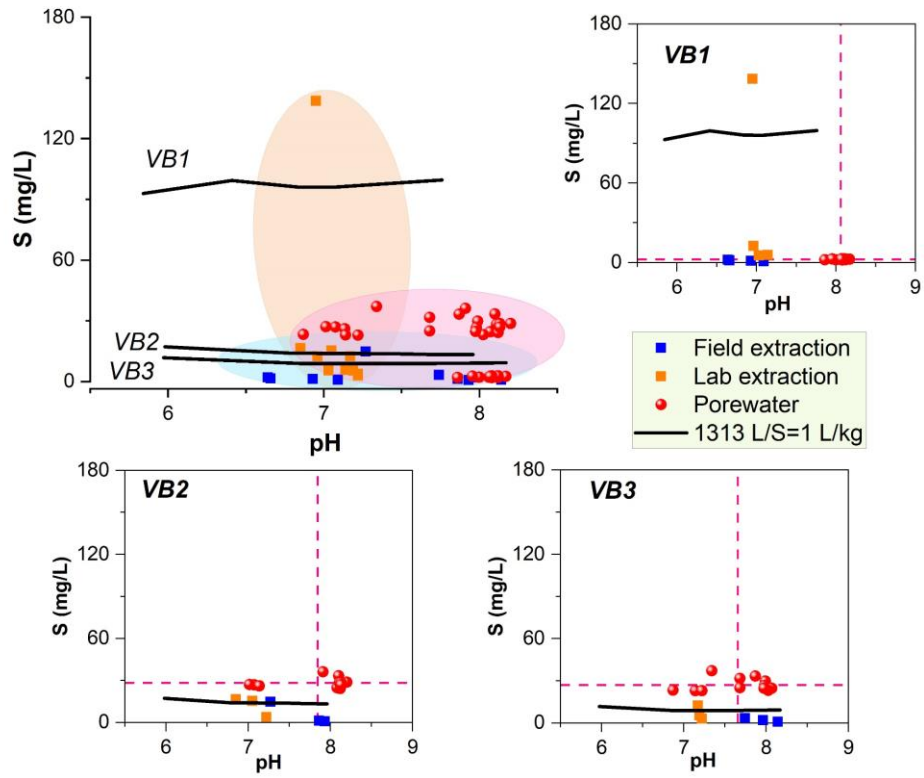 180
120
60
0
S (mg/L)
VB1
VB2
VB3
6 7 8
pH
VB1
180
120
60
0
S (mg/L)
6 7 8 9
pH
Field extraction
Lab extraction
Porewater
1313 L/S=1 L/kg
VB2
180
120
60
0
S (mg/L)
6 7 8 9
pH
VB3
180
120
60
0
S (mg/L)
6 7 8 9
pH